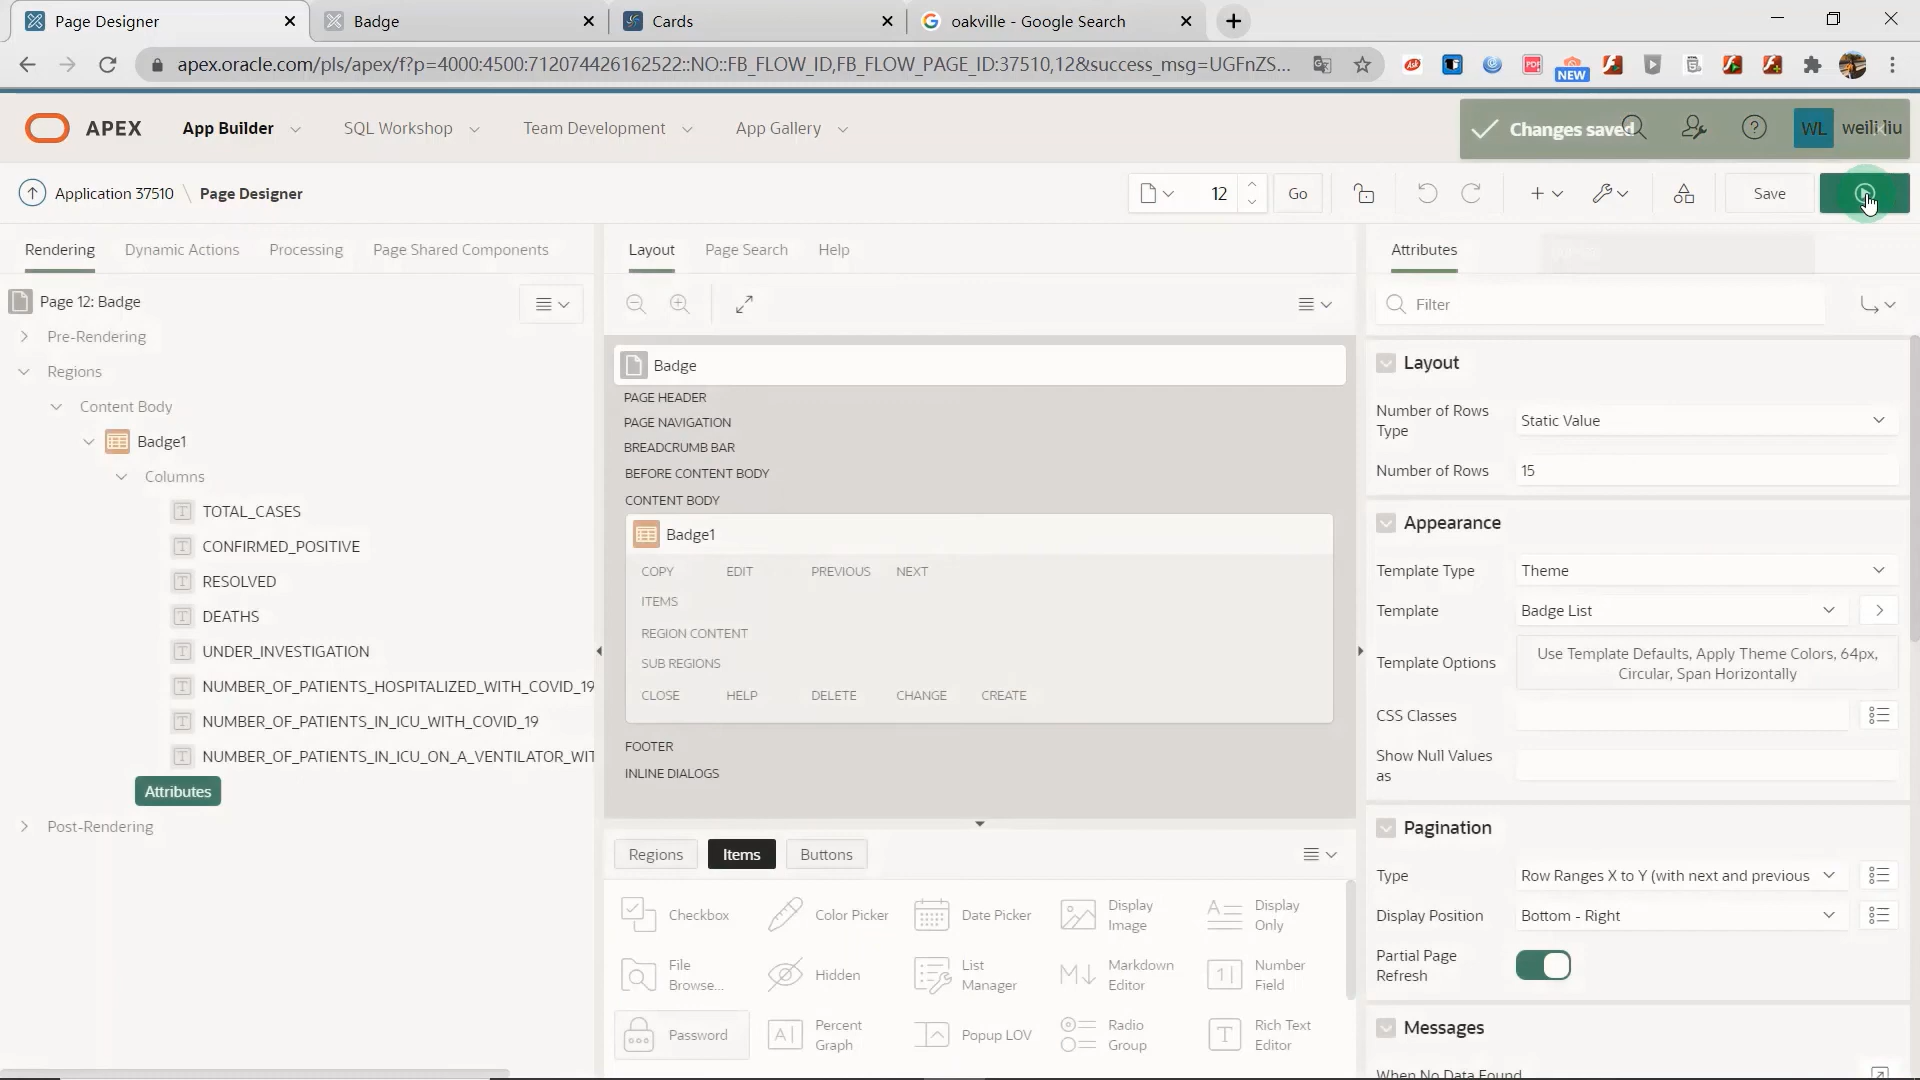 Page Designer
Badge
Cards
oakville - Google Search
apex.oracle.com/pls/apex/f?p=4000:4500:712074426162522::NO::FB_FLOW_ID,FB_FLOW_PAGE_ID:37510,12&success_msg=UGFnZS...
NEW
APEX
App Builder
SQL Workshop
Team Development
App Gallery
Changes saved
WL
weili liu
Application 37510 \ Page Designer
12
Go
Save
Rendering
Dynamic Actions
Processing
Page Shared Components
Page 12: Badge
Pre-Rendering
Regions
Content Body
Badge1
Columns
TOTAL_CASES
CONFIRMED_POSITIVE
RESOLVED
DEATHS
UNDER_INVESTIGATION
NUMBER_OF_PATIENTS_HOSPITALIZED_WITH_COVID_19
NUMBER_OF_PATIENTS_IN_ICU_WITH_COVID_19
NUMBER_OF_PATIENTS_IN_ICU_ON_A_VENTILATOR_WIT
Attributes
Post-Rendering
Layout
Page Search
Help
Badge
PAGE HEADER
PAGE NAVIGATION
BREADCRUMB BAR
BEFORE CONTENT BODY
CONTENT BODY
Badge1
COPY EDIT PREVIOUS NEXT
ITEMS
REGION CONTENT
SUB REGIONS
CLOSE HELP DELETE CHANGE CREATE
FOOTER
INLINE DIALOGS
Regions
Items
Buttons
Checkbox
Color Picker
Date Picker
Display Image
Display Only
File Browse...
Hidden
List Manager
Markdown Editor
Number Field
Password
Percent Graph
Popup LOV
Radio Group
Rich Text Editor
Attributes
Filter
Layout
Number of Rows Type
Static Value
Number of Rows
15
Appearance
Template Type
Theme
Template
Badge List
Template Options
Use Template Defaults, Apply Theme Colors, 64px,
Circular, Span Horizontally
CSS Classes
Show Null Values as
Pagination
Type
Row Ranges X to Y (with next and previous
Display Position
Bottom - Right
Partial Page Refresh
Messages
When No Data Found